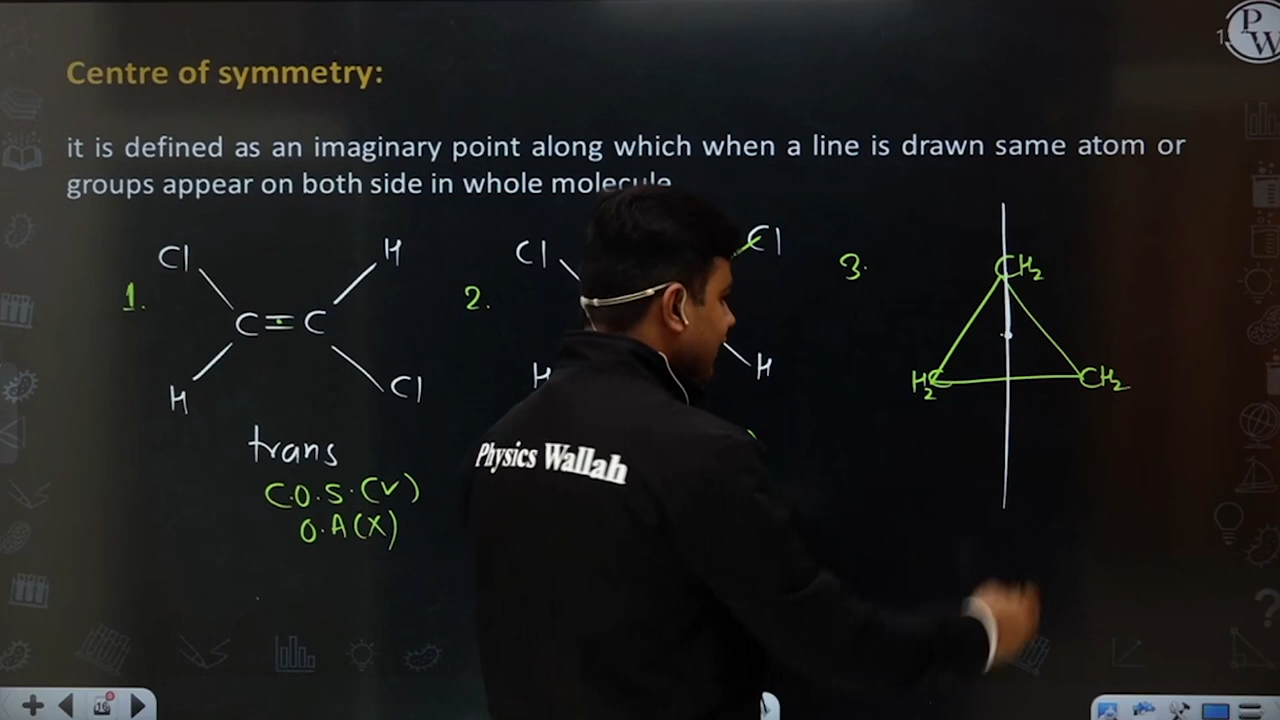 P
W
1
Centre of symmetry:
it is defined as an imaginary point along which when a line is drawn same atom or
groups appear on both side in whole molecule
Cl H
1. C=C
H Cl
trans
C.O.S.(✓)
O.A(X)
2. Cl Cl
H H
3. CH2
H2C CH2
Physics Wallah
16